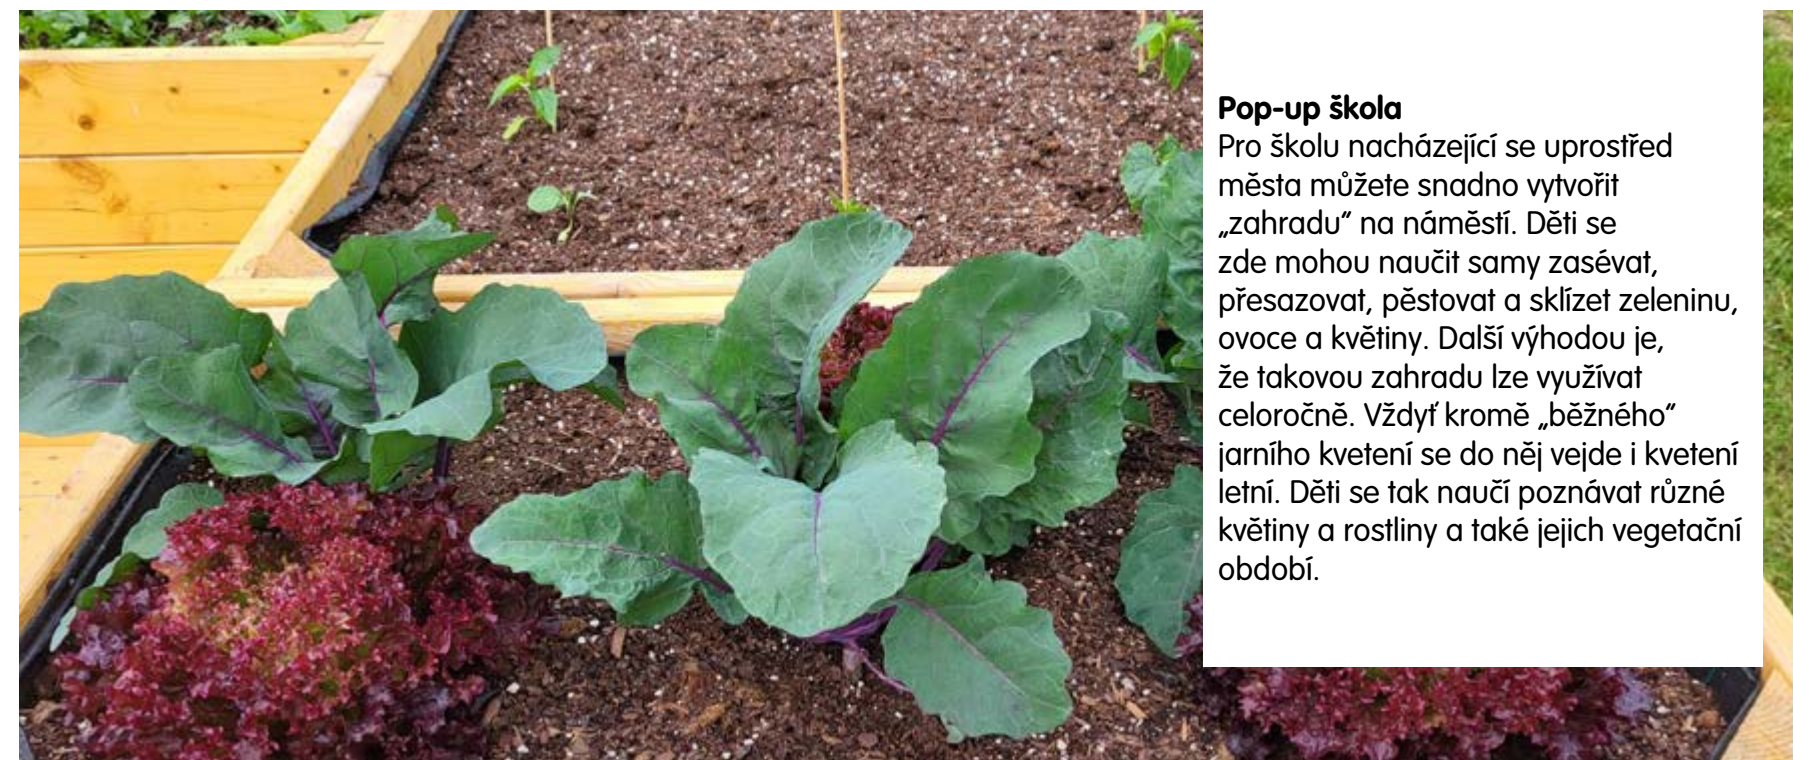 Pop-up škola
Pro školu nacházející se uprostřed
města můžete snadno vytvořit
„zahradu“ na náměstí. Děti se
zde mohou naučit samy zasévat,
přesazovat, pěstovat a sklízet zeleninu,
ovoce a květiny. Další výhodou je,
že takovou zahradu lze využívat
celoročně. Vždyť kromě „běžného“
jarního kvetení se do něj vejde i kvetení
letní. Děti se tak naučí poznávat různé
květiny a rostliny a také jejich vegetační
období.